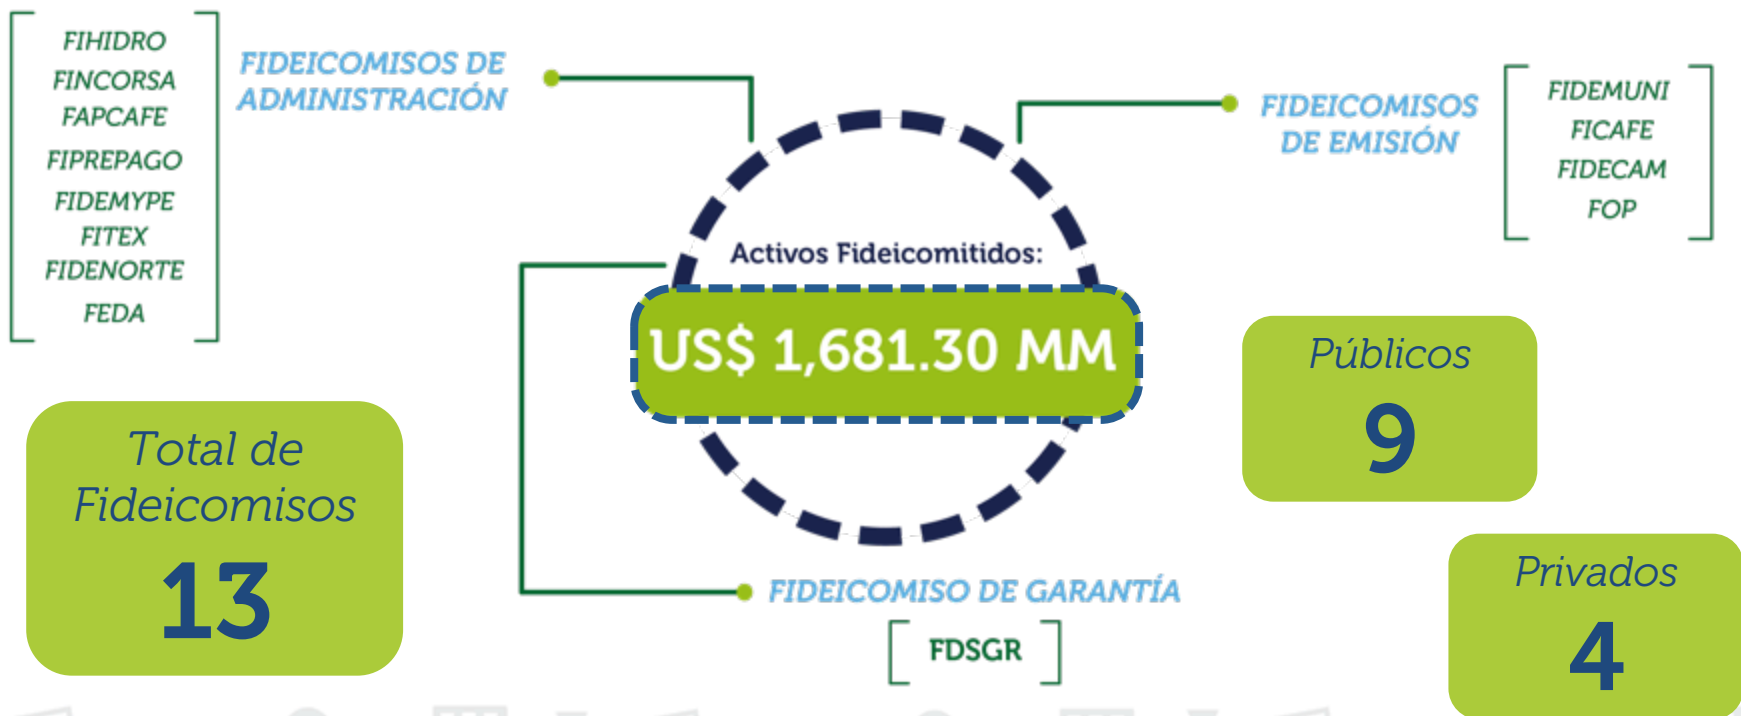 FIHIDRO
FINCORSA
FAPCAFE
FIPREPAGO
FIDEMYPE
FITEX
FIDENORTE
FEDA
FIDEICOMISOS DE
ADMINISTRACIÓN
FIDEICOMISOS
DE EMISIÓN
FIDEMUNI
FICAFE
FIDECAM
FOP
Activos Fideicomitidos:
US$ 1,681.30 MM
Total de
Fideicomisos
13
Públicos
9
Privados
4
FIDEICOMISO DE GARANTÍA
FDSGR